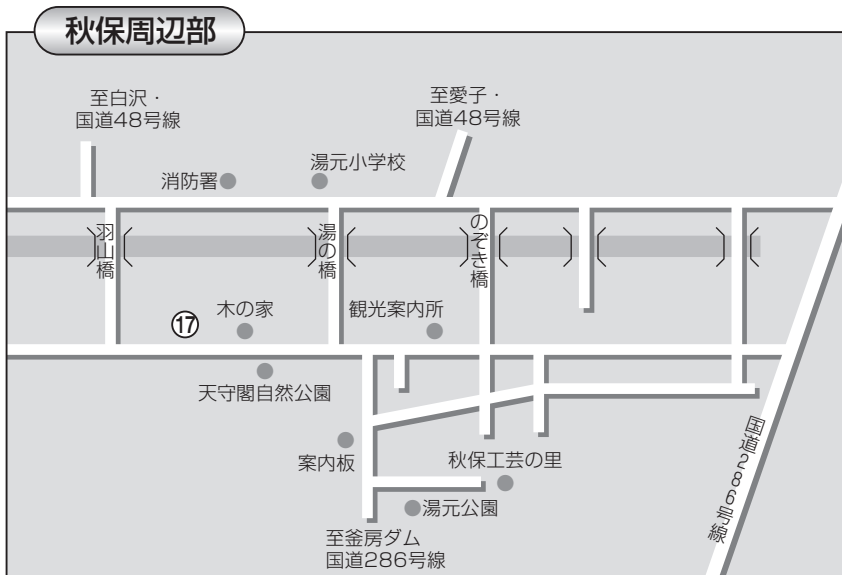 秋保周辺部
至白沢・
国道48号線
至愛子・
国道48号線
消防署
湯元小学校
羽山橋
湯の橋
のぞき橋
⑰
木の家
観光案内所
天守閣自然公園
案内板
秋保工芸の里
湯元公園
至釜房ダム
国道286号線
国道286号線